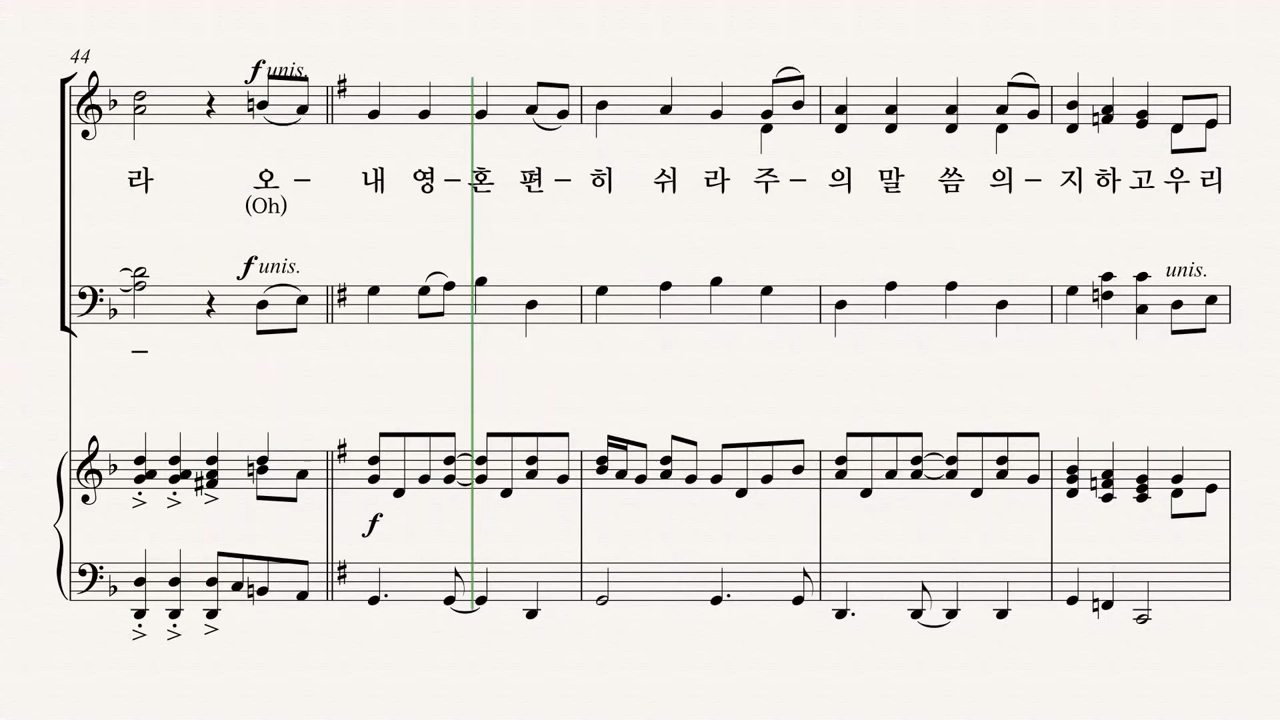 44
f unis.
라 오 – 내 영 – 혼 편 – 히 쉬 라 주 – 의 말 씀 의 – 지 하 고 우 리
(Oh)
f unis.
unis.
–
f